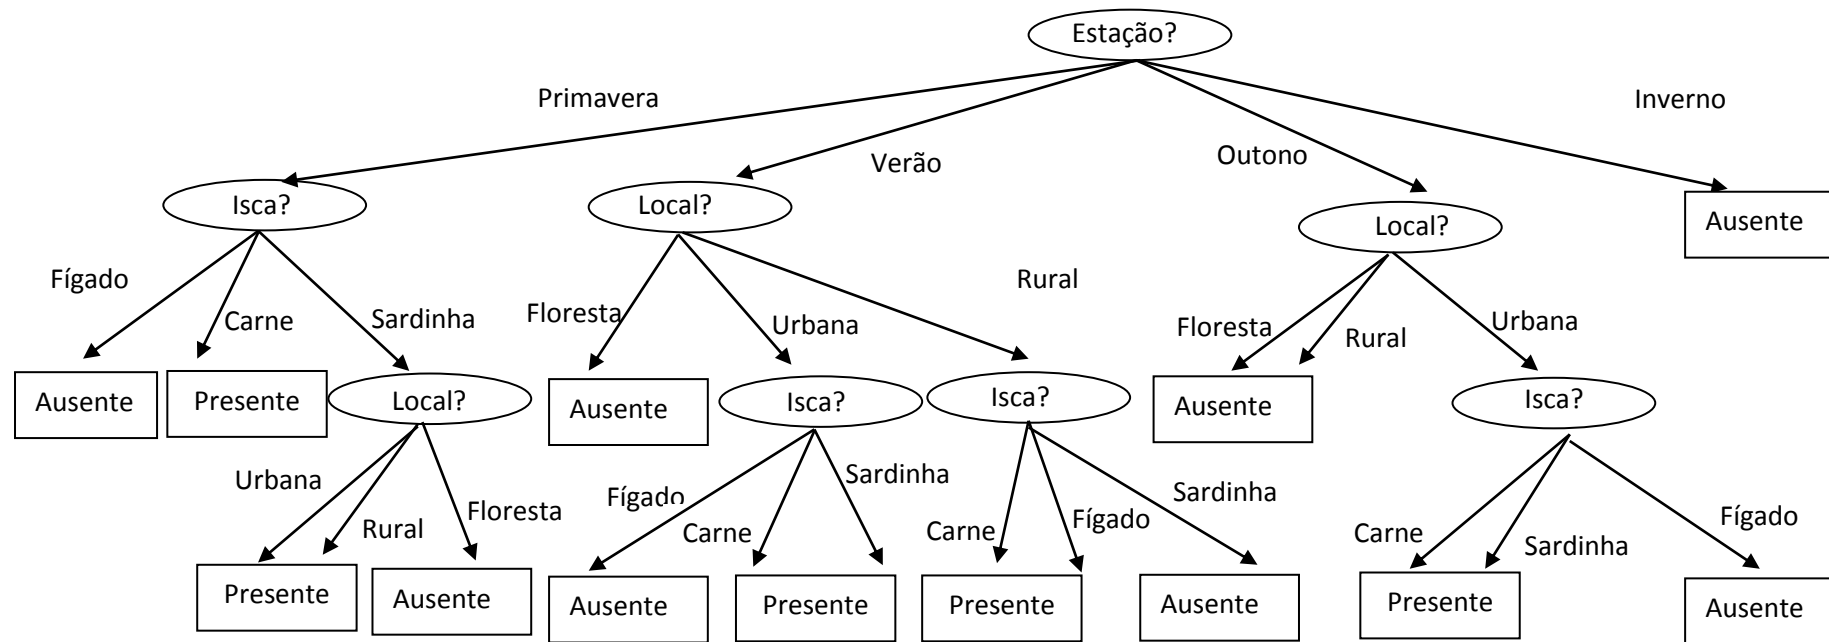 Estação?
Primavera
Inverno
Verão
Outono
Isca?
Local?
Local?
Ausente
Fígado
Carne
Sardinha
Floresta
Urbana
Rural
Floresta
Rural
Urbana
Ausente
Presente
Local?
Ausente
Isca?
Isca?
Ausente
Isca?
Urbana
Rural
Floresta
Fígado
Carne
Sardinha
Carne
Fígado
Sardinha
Carne
Sardinha
Fígado
Presente
Ausente
Ausente
Presente
Presente
Ausente
Presente
Ausente